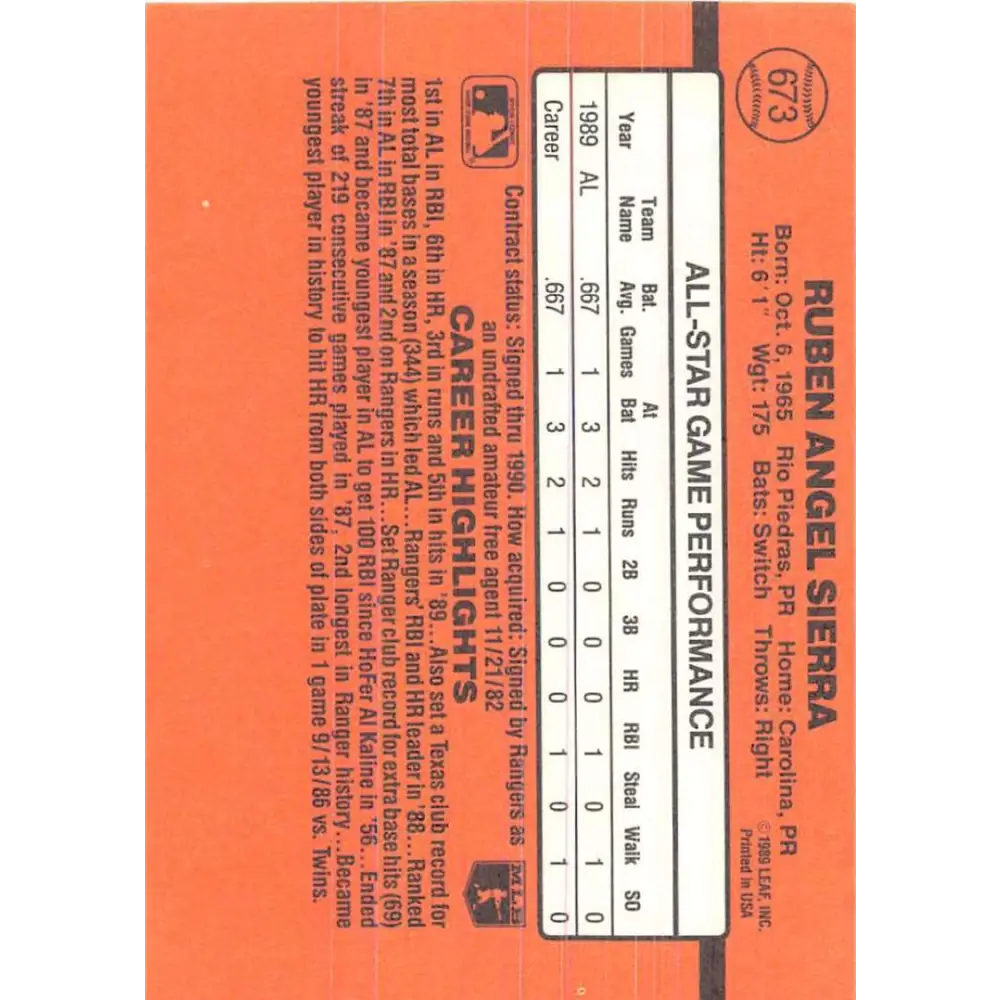 673
RUBEN ANGEL SIERRA
Born: Oct. 6, 1965 Rio Piedras, PR Home: Carolina, PR
Ht: 6'1" Wgt: 175 Bats: Switch Throws: Right
© 1989 LEAF, INC.
Printed in USA
ALL-STAR GAME PERFORMANCE
Year Team Name Bat. Avg. Games At Bat Hits Runs 2B 3B HR RBI Steal Walk SO
1989 AL .667 1 3 2 1 0 0 0 1 0 1 0
Career .667 1 3 2 1 0 0 0 1 0 1 0
Contract status: Signed thru 1990. How acquired: Signed by Rangers as
an undrafted amateur free agent 11/21/82
MLB
CAREER HIGHLIGHTS
1st in AL in RBI, 6th in HR, 3rd in runs and 5th in hits in '89...Also set a Texas club record for
most total bases in a season (344) which led AL...Rangers' RBI and HR leader in '88...Ranked
7th in AL in RBI in '87 and 2nd on Rangers in HR...Set Ranger club record for extra base hits (69)
in '87 and became youngest player in AL to get 100 RBI since HoFer Al Kaline in '56...Ended
streak of 219 consecutive games played in '87, 2nd longest in Ranger history...Became
youngest player in history to hit HR from both sides of plate in 1 game 9/13/86 vs. Twins.